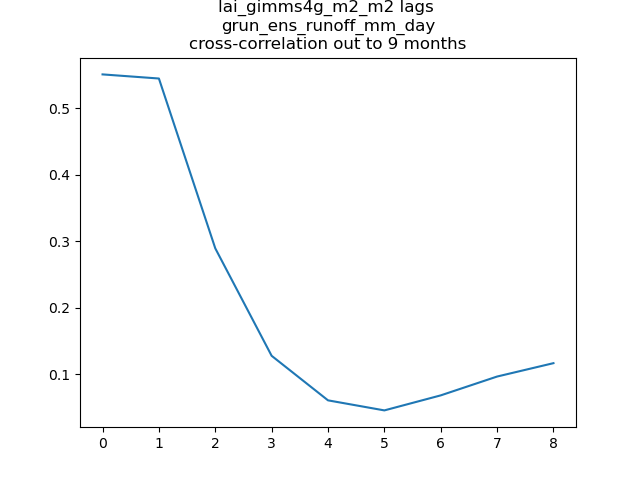 lai_gimms4g_m2_m2 lags
grun_ens_runoff_mm_day
cross-correlation out to 9 months
0.5
0.4
0.3
0.2
0.1
0 1 2 3 4 5 6 7 8